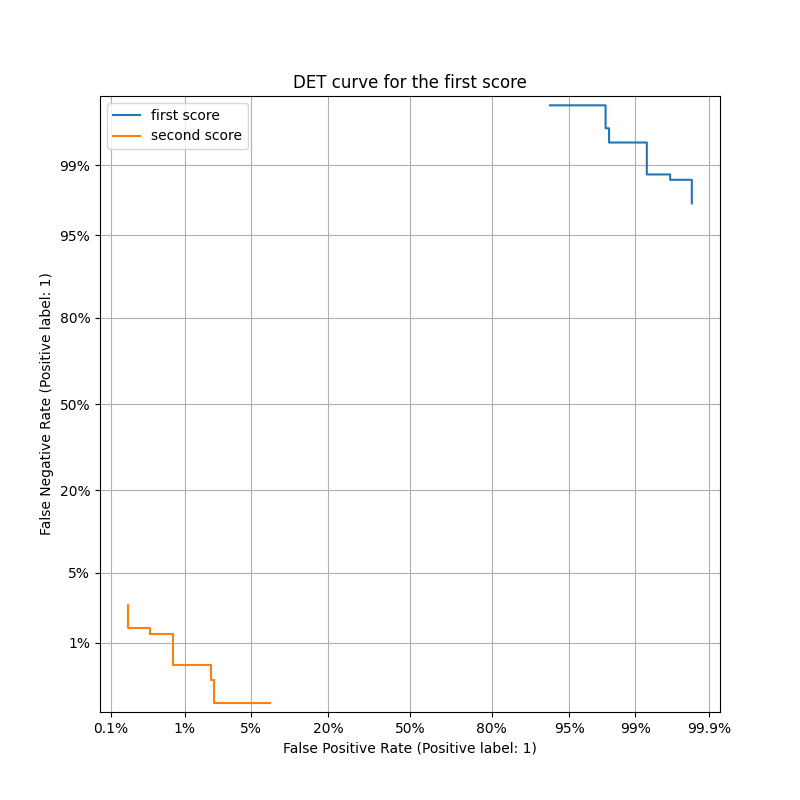 DET curve for the first score
first score
second score
99%
95%
80%
50%
20%
5%
1%
False Negative Rate (Positive label: 1)
0.1% 1% 5% 20% 50% 80% 95% 99% 99.9%
False Positive Rate (Positive label: 1)